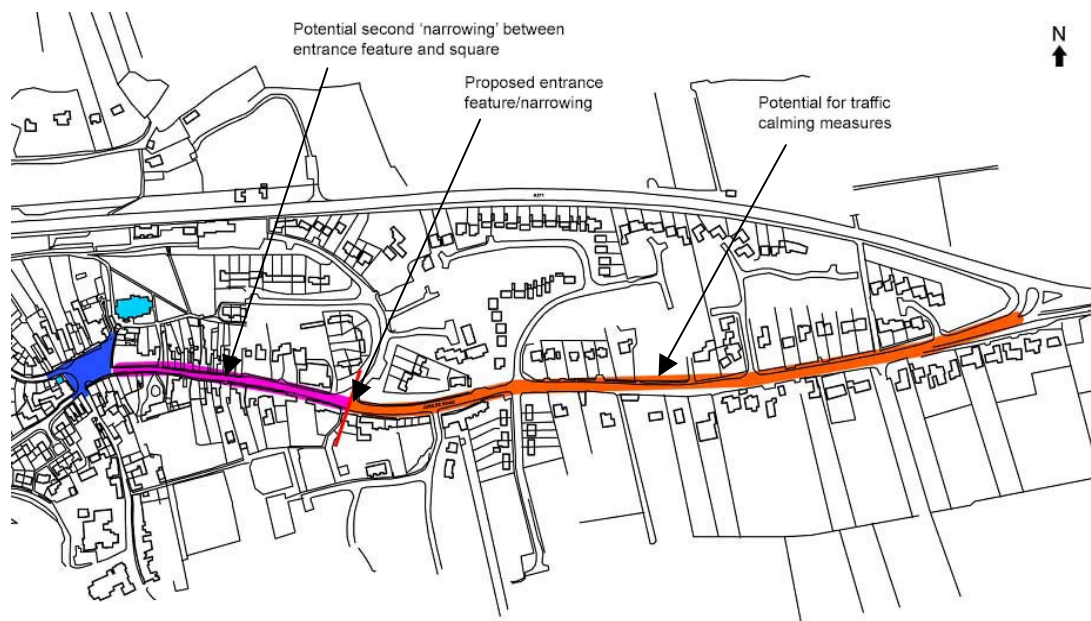 Potential second ‘narrowing’ between
entrance feature and square
N
Proposed entrance
feature/narrowing
Potential for traffic
calming measures